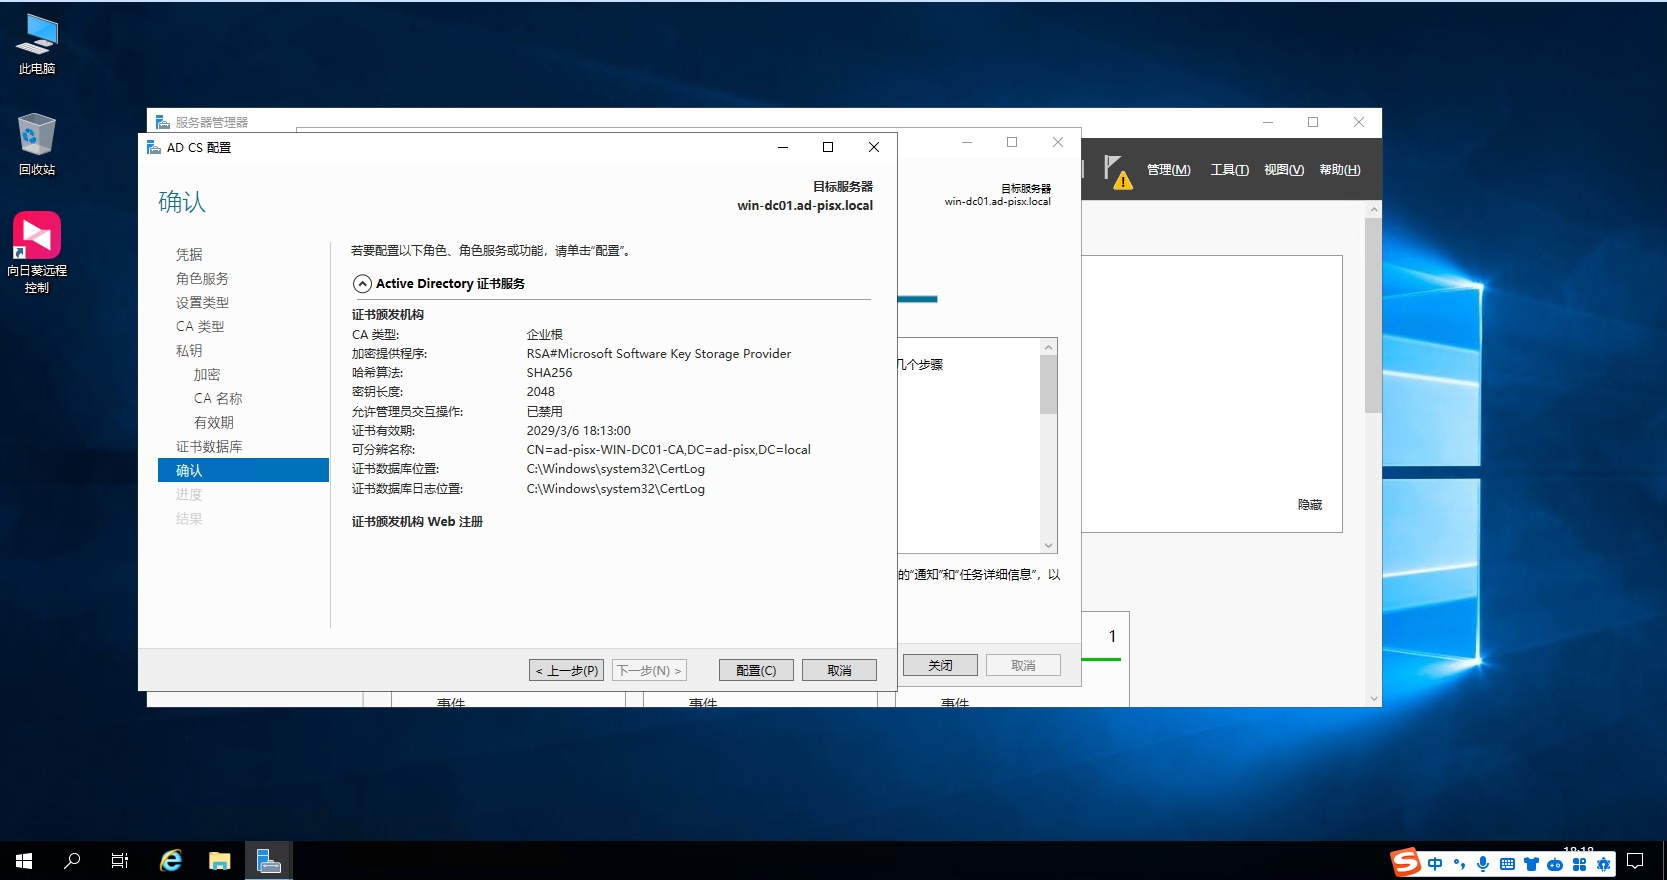 此电脑
回收站
向日葵远程
控制
服务器管理器
管理(M)
工具(T)
视图(V)
帮助(H)
AD CS 配置
确认
目标服务器
win-dc01.ad-pisx.local
凭据
角色服务
设置类型
CA 类型
私钥
加密
CA 名称
有效期
证书数据库
确认
进度
结果
若要配置以下角色、角色服务或功能，请单击"配置"。
Active Directory 证书服务
证书颁发机构
CA 类型: 企业根
加密提供程序: RSA#Microsoft Software Key Storage Provider
哈希算法: SHA256
密钥长度: 2048
允许管理员交互操作: 已禁用
证书有效期: 2029/3/6 18:13:00
可分辨名称: CN=ad-pisx-WIN-DC01-CA,DC=ad-pisx,DC=local
证书数据库位置: C:\Windows\system32\CertLog
证书数据库日志位置: C:\Windows\system32\CertLog
证书颁发机构 Web 注册
< 上一步(P)
下一步(N) >
配置(C)
取消
目标服务器
win-dc01.ad-pisx.local
几个步骤
的"通知"和"任务详细信息"，以
关闭
取消
隐藏
1
事件
事件
事件
中